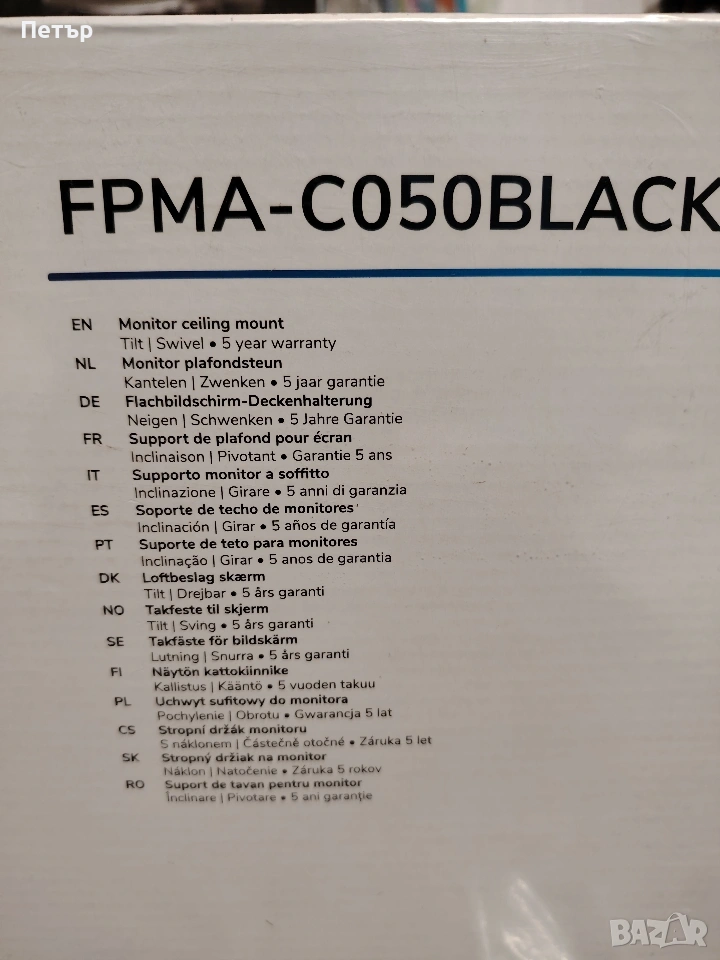 Петър
FPMA-C050BLACK
EN Monitor ceiling mount
Tilt | Swivel • 5 year warranty
NL Monitor plafondsteun
Kantelen | Zwenken • 5 jaar garantie
DE Flachbildschirm-Deckenhalterung
Neigen | Schwenken • 5 Jahre Garantie
FR Support de plafond pour écran
Inclinaison | Pivotant • Garantie 5 ans
IT Supporto monitor a soffitto
Inclinazione | Girare • 5 anni di garanzia
ES Soporte de techo de monitores
Inclinación | Girar • 5 años de garantía
PT Suporte de teto para monitores
Inclinação | Girar • 5 anos de garantia
DK Loftbeslag skærm
Tilt | Drejbar • 5 års garanti
NO Takfeste til skjerm
Tilt | Sving • 5 års garanti
SE Takfäste för bildskärm
Lutning | Snurra • 5 års garanti
FI Näytön kattokiinnike
Kallistus | Kääntö • 5 vuoden takuu
PL Uchwyt sufitowy do monitora
Pochylenie | Obrotu • Gwarancja 5 lat
CS Stropní držák monitoru
S náklonem | Částečně otočné • Záruka 5 let
SK Stropný držiak na monitor
Náklon | Natočenie • Záruka 5 rokov
RO Suport de tavan pentru monitor
Înclinare | Pivotare • 5 ani garanție
BAZAR